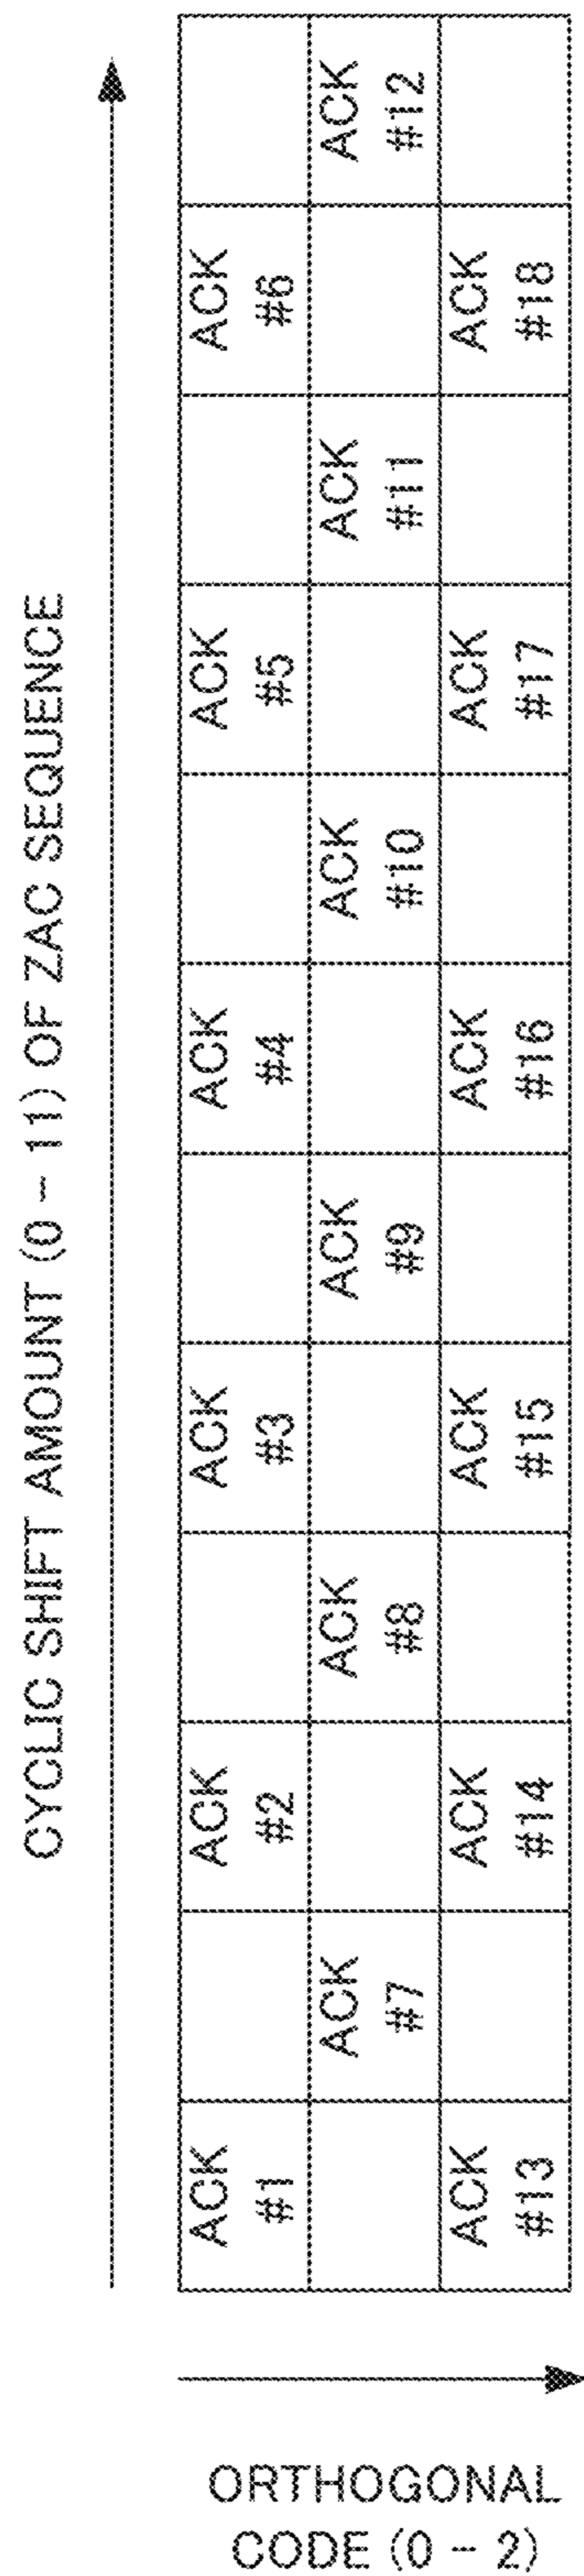 CYCLIC SHIFT AMOUNT (0 – 11) OF ZAC SEQUENCE
ORTHOGONAL
CODE (0 – 2)
ACK
#1
ACK
#2
ACK
#3
ACK
#4
ACK
#5
ACK
#6
ACK
#7
ACK
#8
ACK
#9
ACK
#10
ACK
#11
ACK
#12
ACK
#13
ACK
#14
ACK
#15
ACK
#16
ACK
#17
ACK
#18